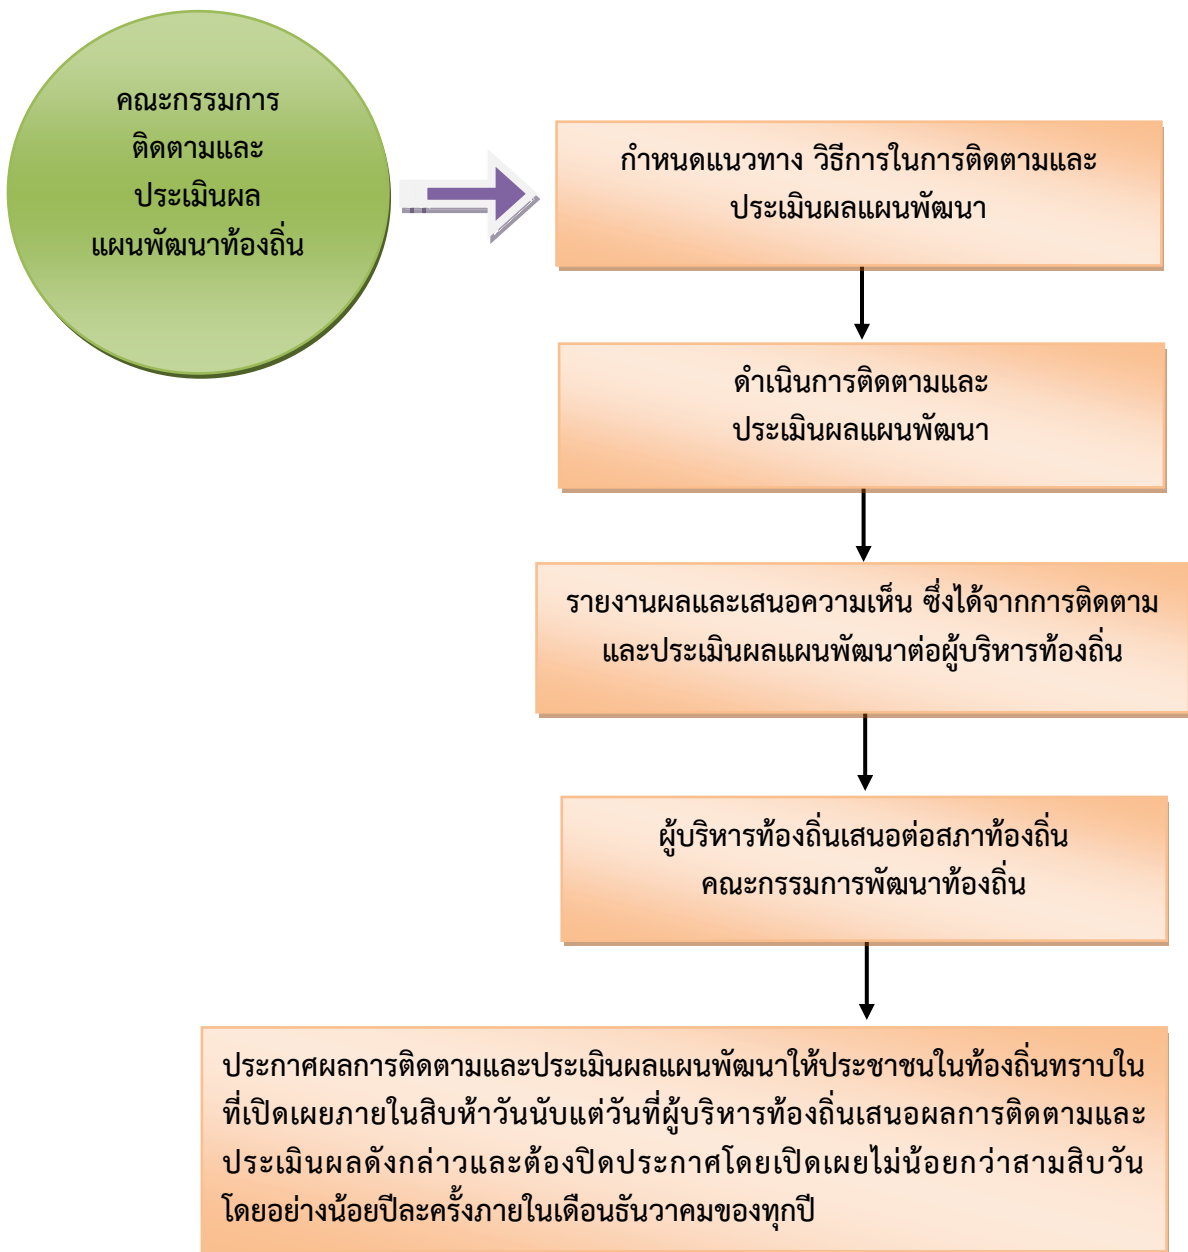 คณะกรรมการ
ติดตามและ
ประเมินผล
แผนพัฒนาท้องถิ่น
กำหนดแนวทาง วิธีการในการติดตามและ
ประเมินผลแผนพัฒนา
ดำเนินการติดตามและ
ประเมินผลแผนพัฒนา
รายงานผลและเสนอความเห็น ซึ่งได้จากการติดตาม
และประเมินผลแผนพัฒนาต่อผู้บริหารท้องถิ่น
ผู้บริหารท้องถิ่นเสนอต่อสภาท้องถิ่น
คณะกรรมการพัฒนาท้องถิ่น
ประกาศผลการติดตามและประเมินผลแผนพัฒนาให้ประชาชนในท้องถิ่นทราบใน
ที่เปิดเผยภายในสิบห้าวันนับแต่วันที่ผู้บริหารท้องถิ่นเสนอผลการติดตามและ
ประเมินผลดังกล่าวและต้องปิดประกาศโดยเปิดเผยไม่น้อยกว่าสามสิบวัน
โดยอย่างน้อยปีละครั้งภายในเดือนธันวาคมของทุกปี